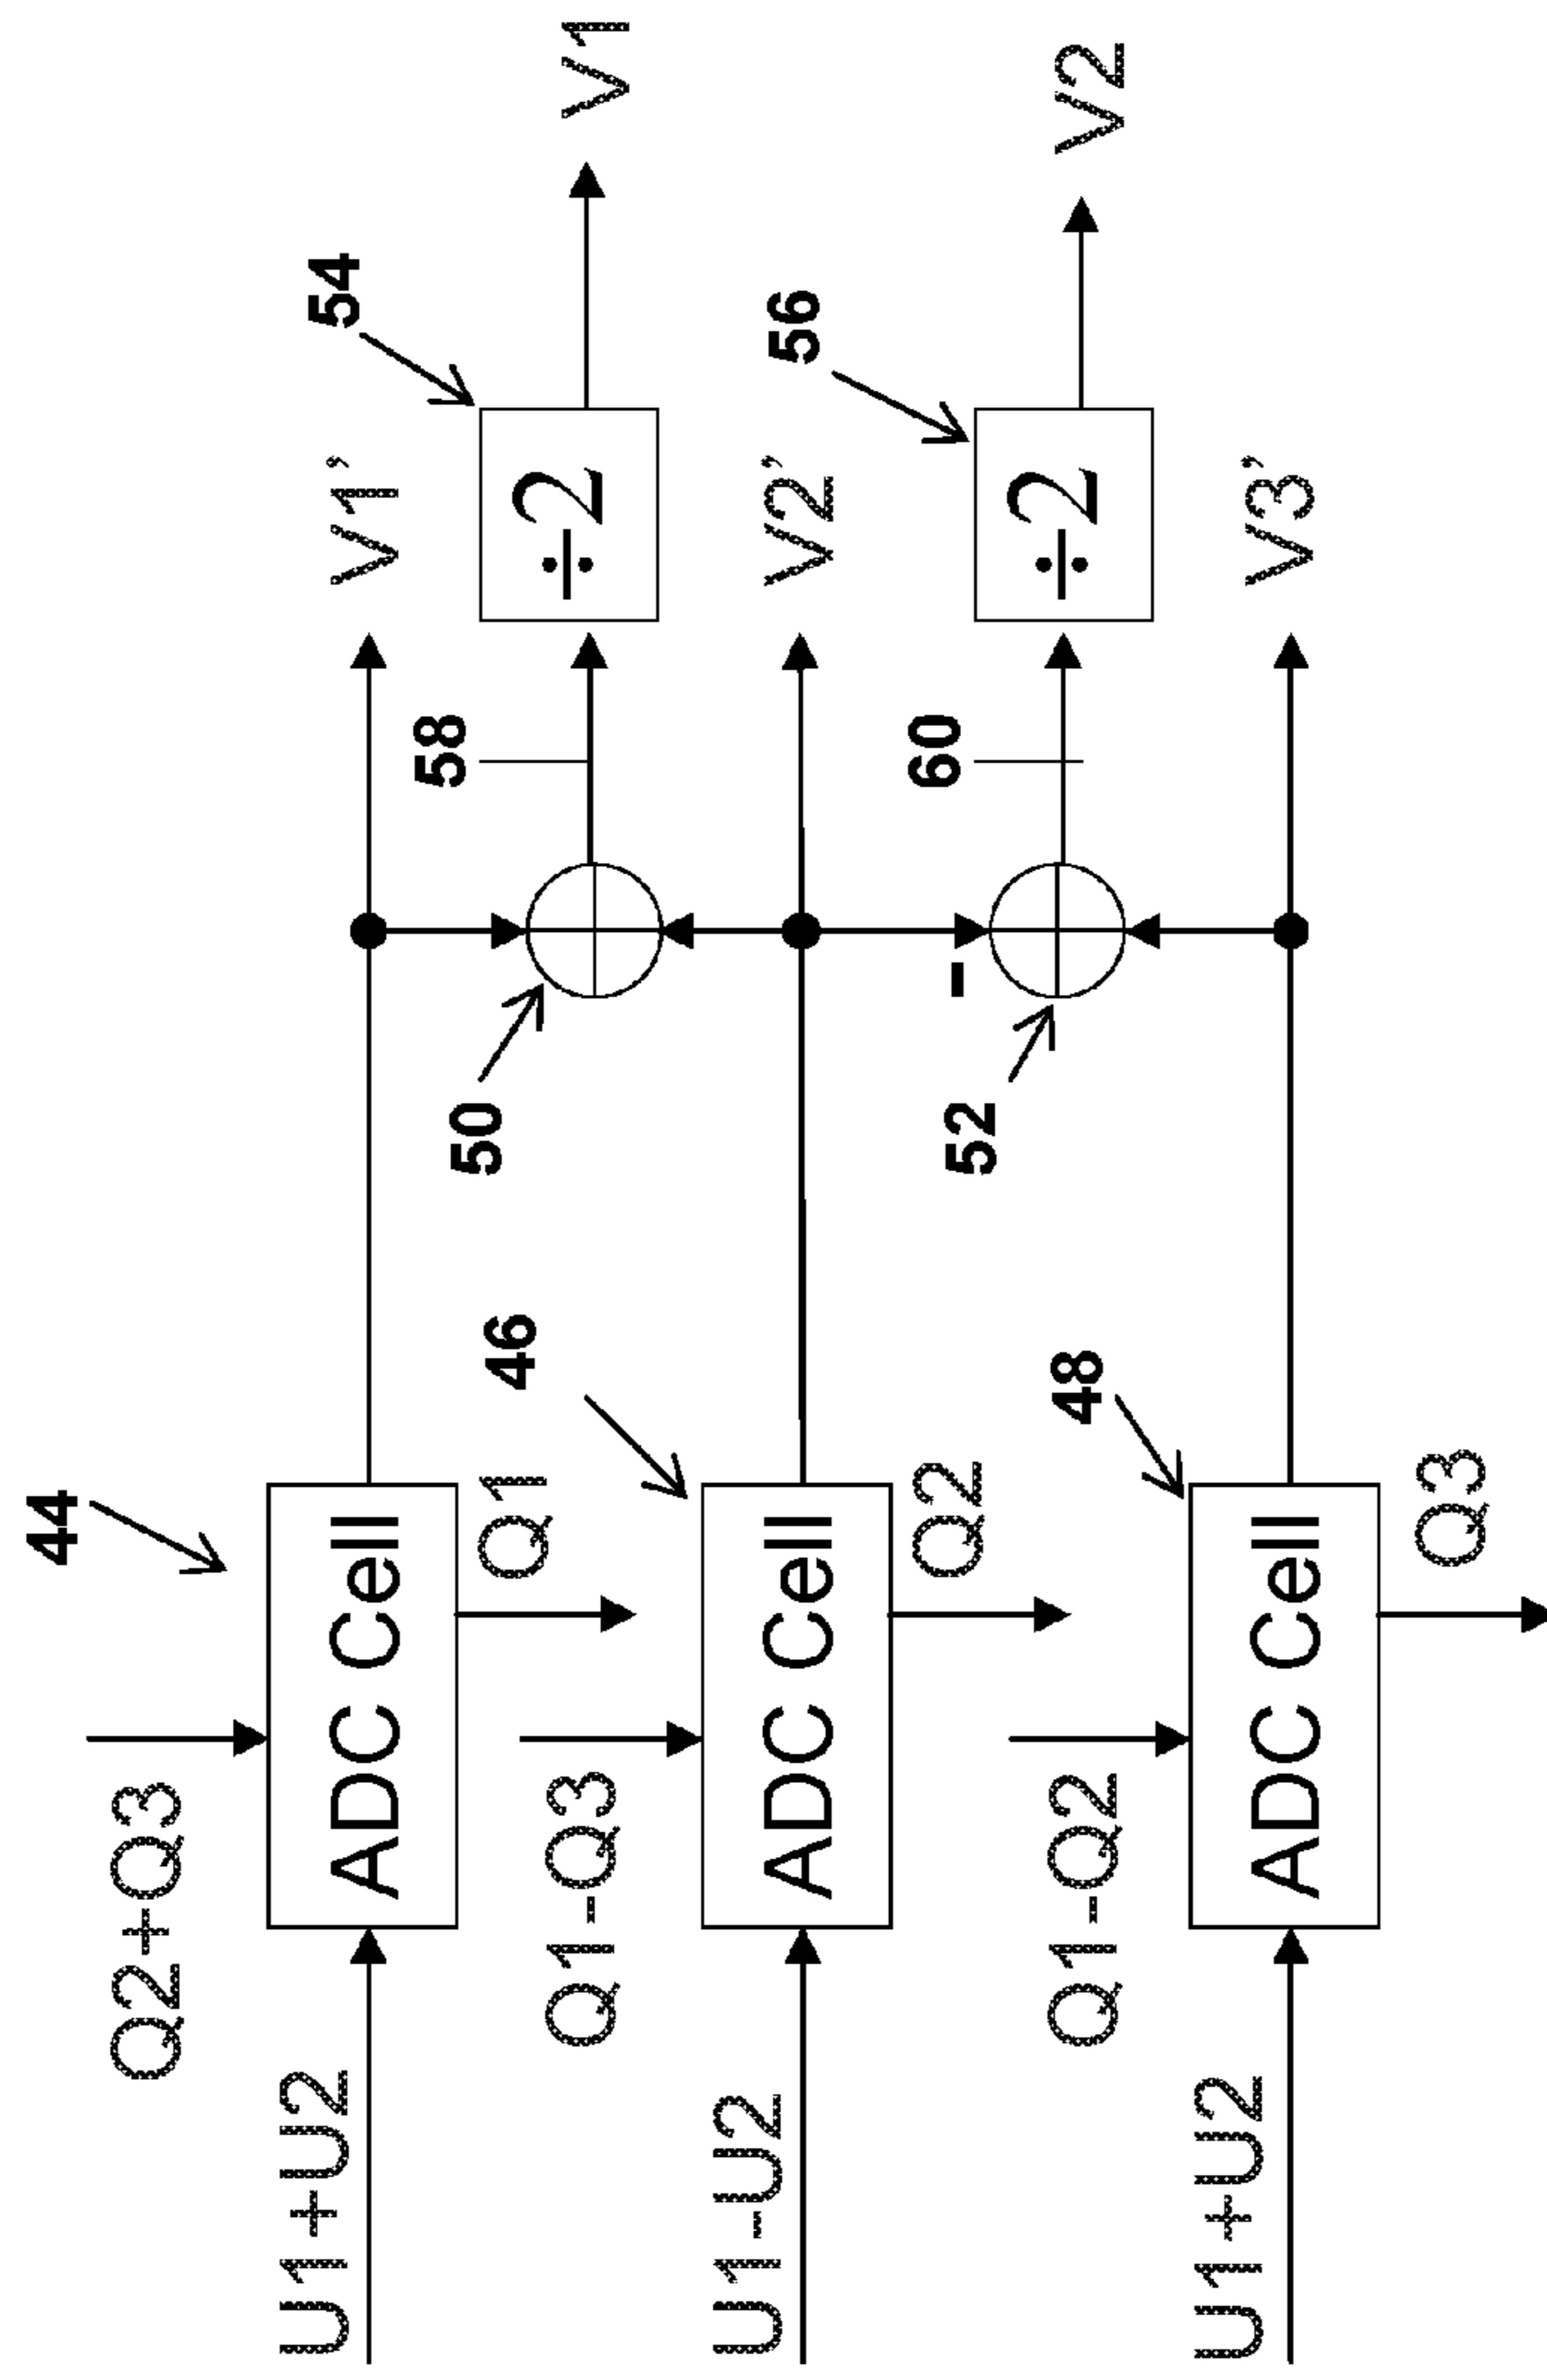 44
Q2+Q3
U1+U2
ADC Cell
Q1
V1’
54
58
÷2
V1
50
46
Q1-Q3
U1-U2
ADC Cell
Q2
V2’
56
60
÷2
V2
-
52
48
Q1-Q2
U1+U2
ADC Cell
Q3
V3’